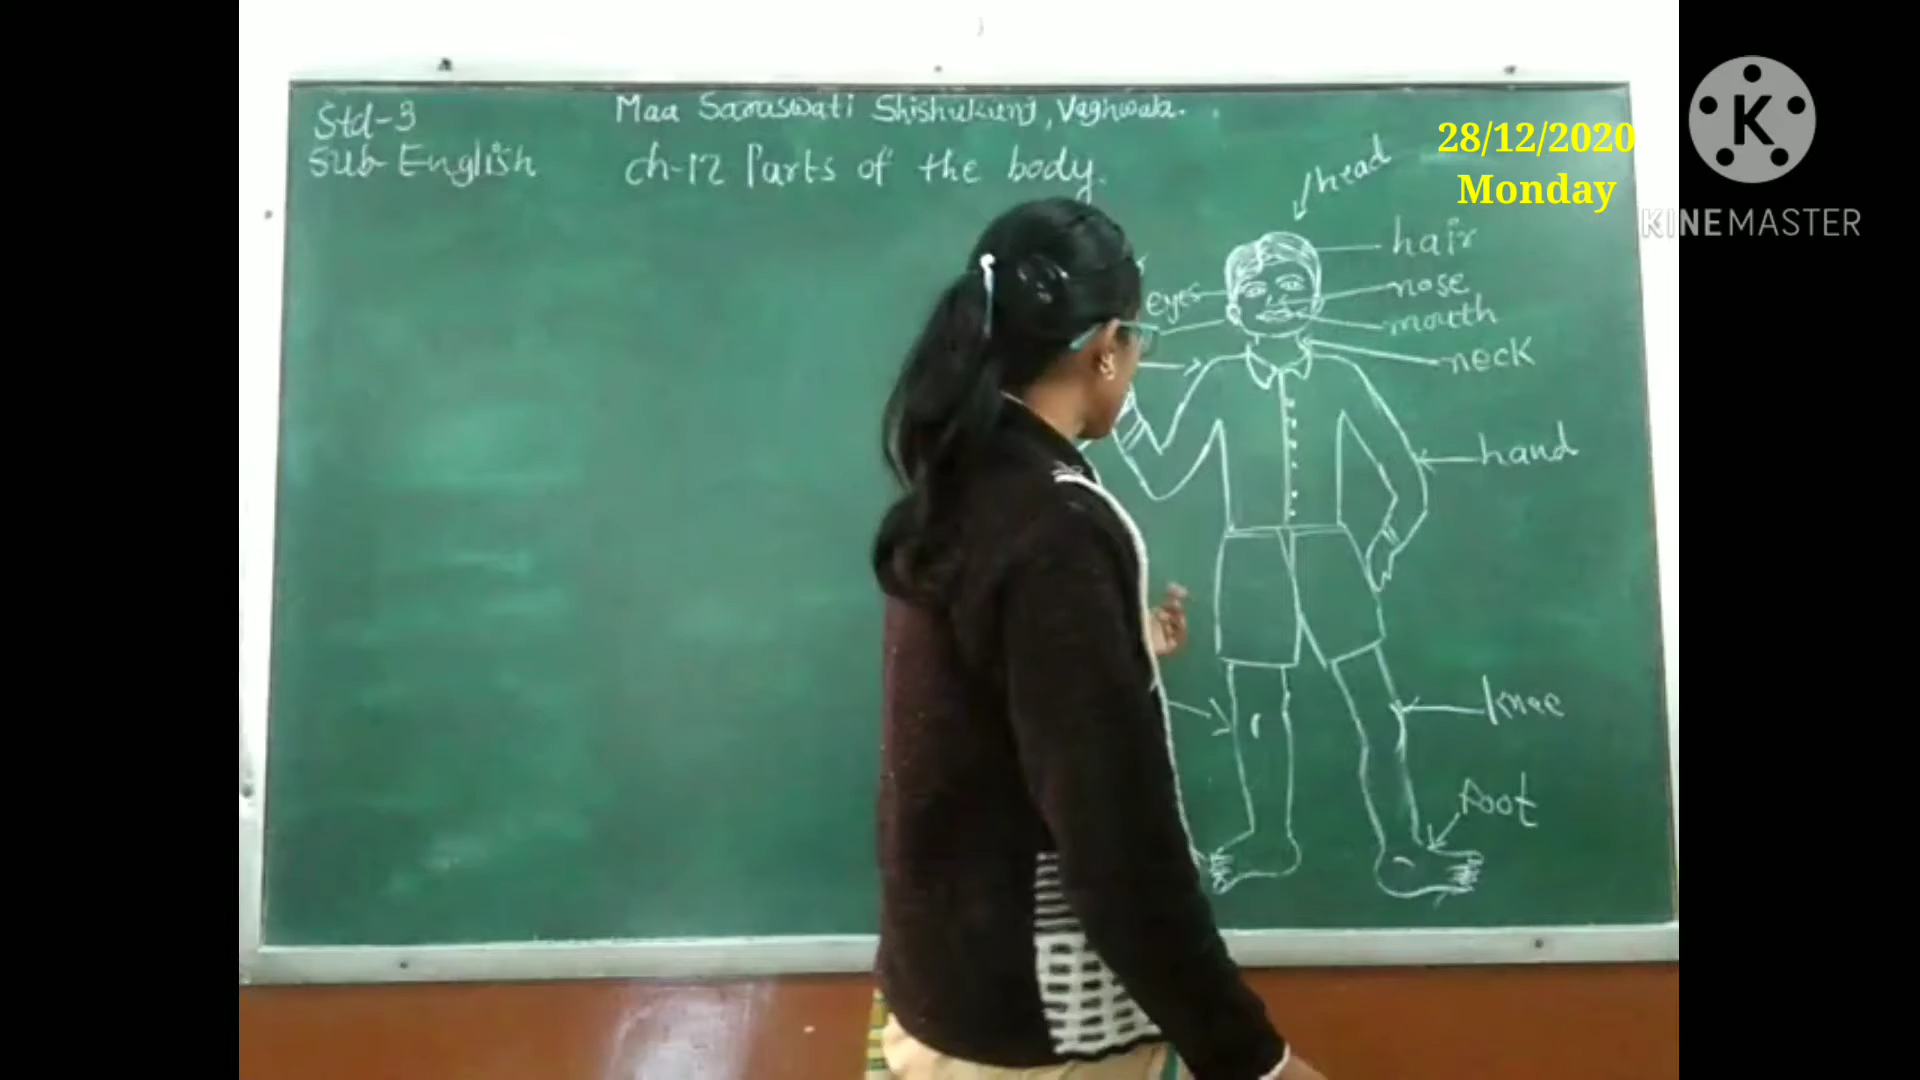 Std-3
Maa Saraswati Shishukunj, Vaghwala.
Sub English
ch-12 Parts of the body.
28/12/2020
Monday
K
KINEMASTER
head
hair
eyes
nose
mouth
neck
hand
knee
foot